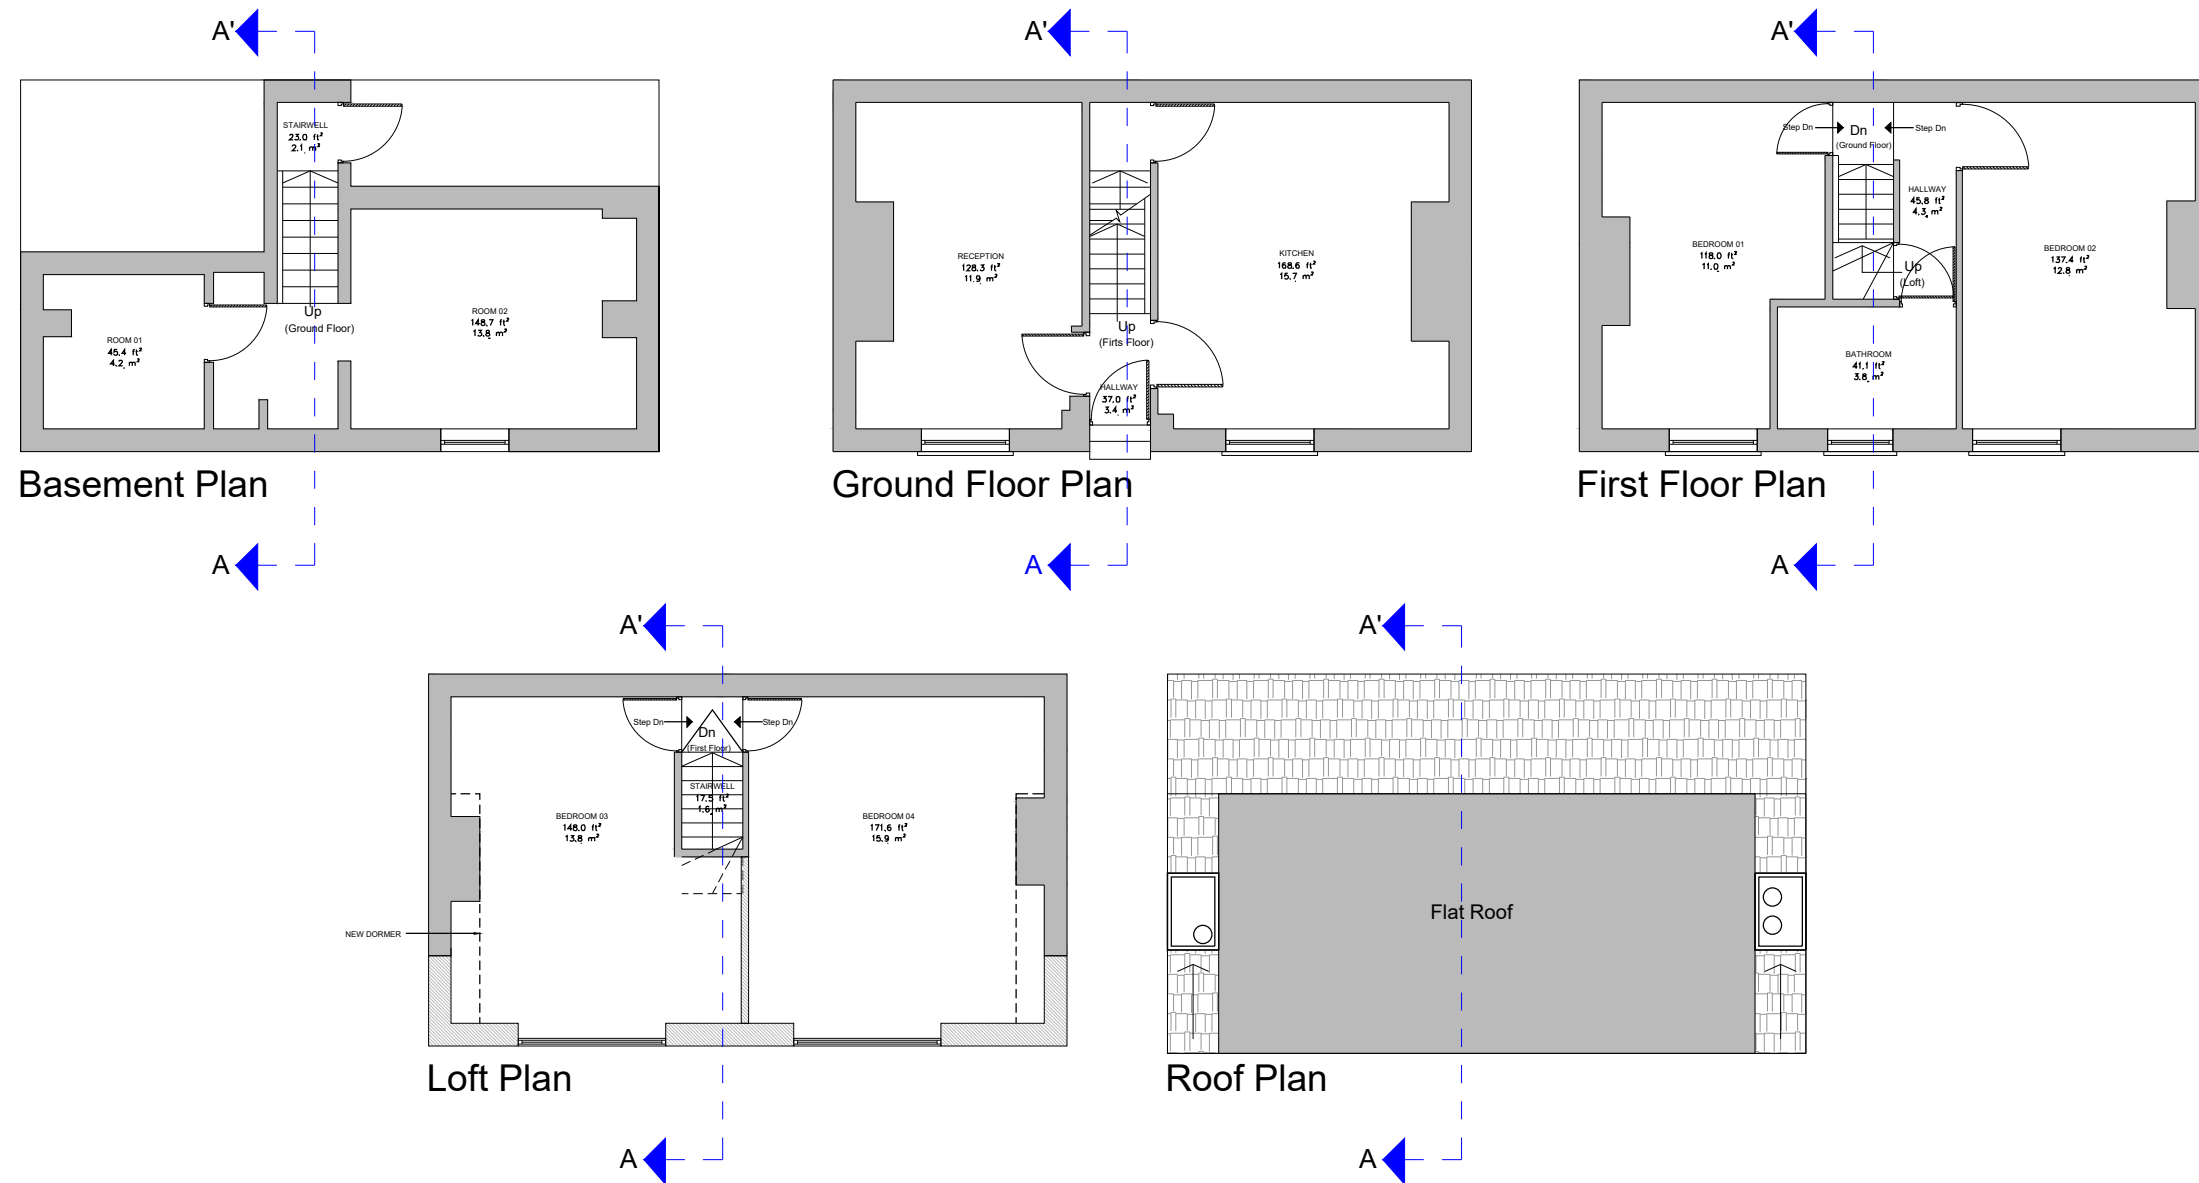 A'
STAIRWELL
23.0 ft²
2.1 m²
ROOM 01
45.4 ft²
4.2 m²
Up
(Ground Floor)
ROOM 02
148.7 ft²
13.8 m²
Basement Plan
A
A'
RECEPTION
128.3 ft²
11.9 m²
KITCHEN
168.6 ft²
15.7 m²
Up
(Firts Floor)
HALLWAY
37.0 ft²
3.4 m²
Ground Floor Plan
A
A'
Step Dn
Dn
(Ground Floor)
Step Dn
HALLWAY
45.8 ft²
4.3 m²
BEDROOM 01
118.0 ft²
11.0 m²
Up
(Loft)
BEDROOM 02
137.4 ft²
12.8 m²
BATHROOM
41.1 ft²
3.8 m²
First Floor Plan
A
A'
Step Dn
Dn
(First Floor)
Step Dn
STAIRWELL
17.5 ft²
1.6 m²
BEDROOM 03
148.0 ft²
13.8 m²
BEDROOM 04
171.6 ft²
15.9 m²
NEW DORMER
Loft Plan
A
A'
Flat Roof
Roof Plan
A